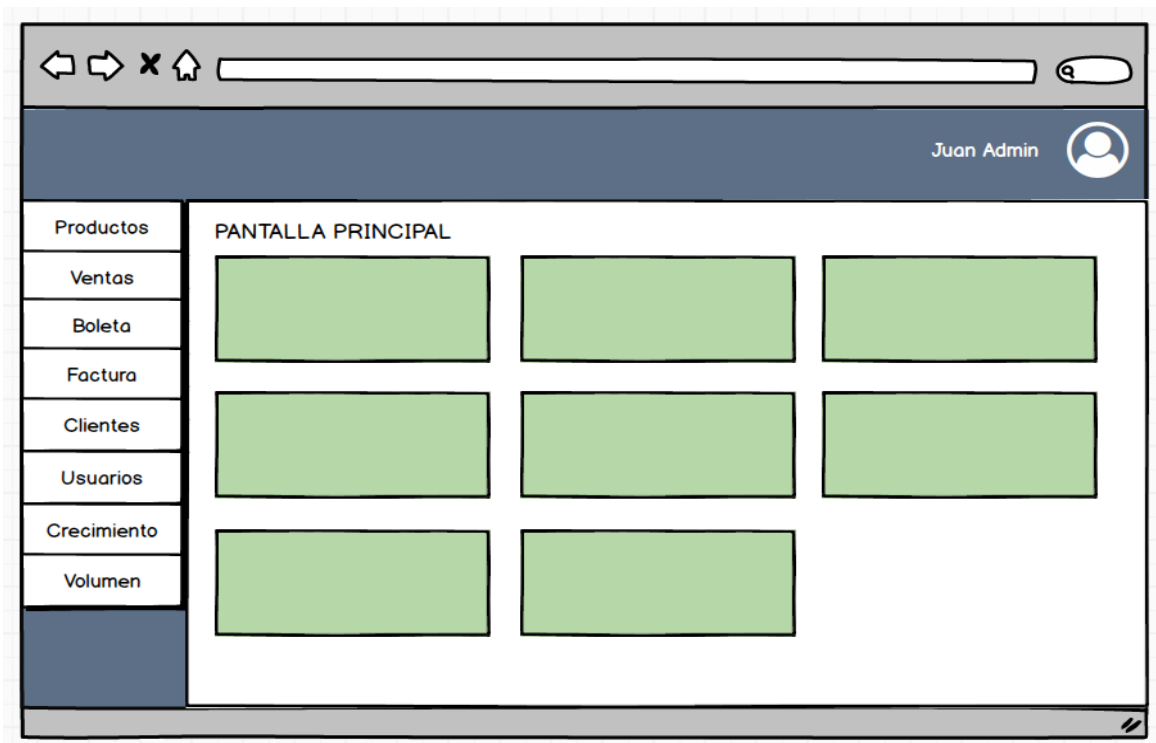 Juan Admin
Productos
Ventas
Boleta
Factura
Clientes
Usuarios
Crecimiento
Volumen
PANTALLA PRINCIPAL